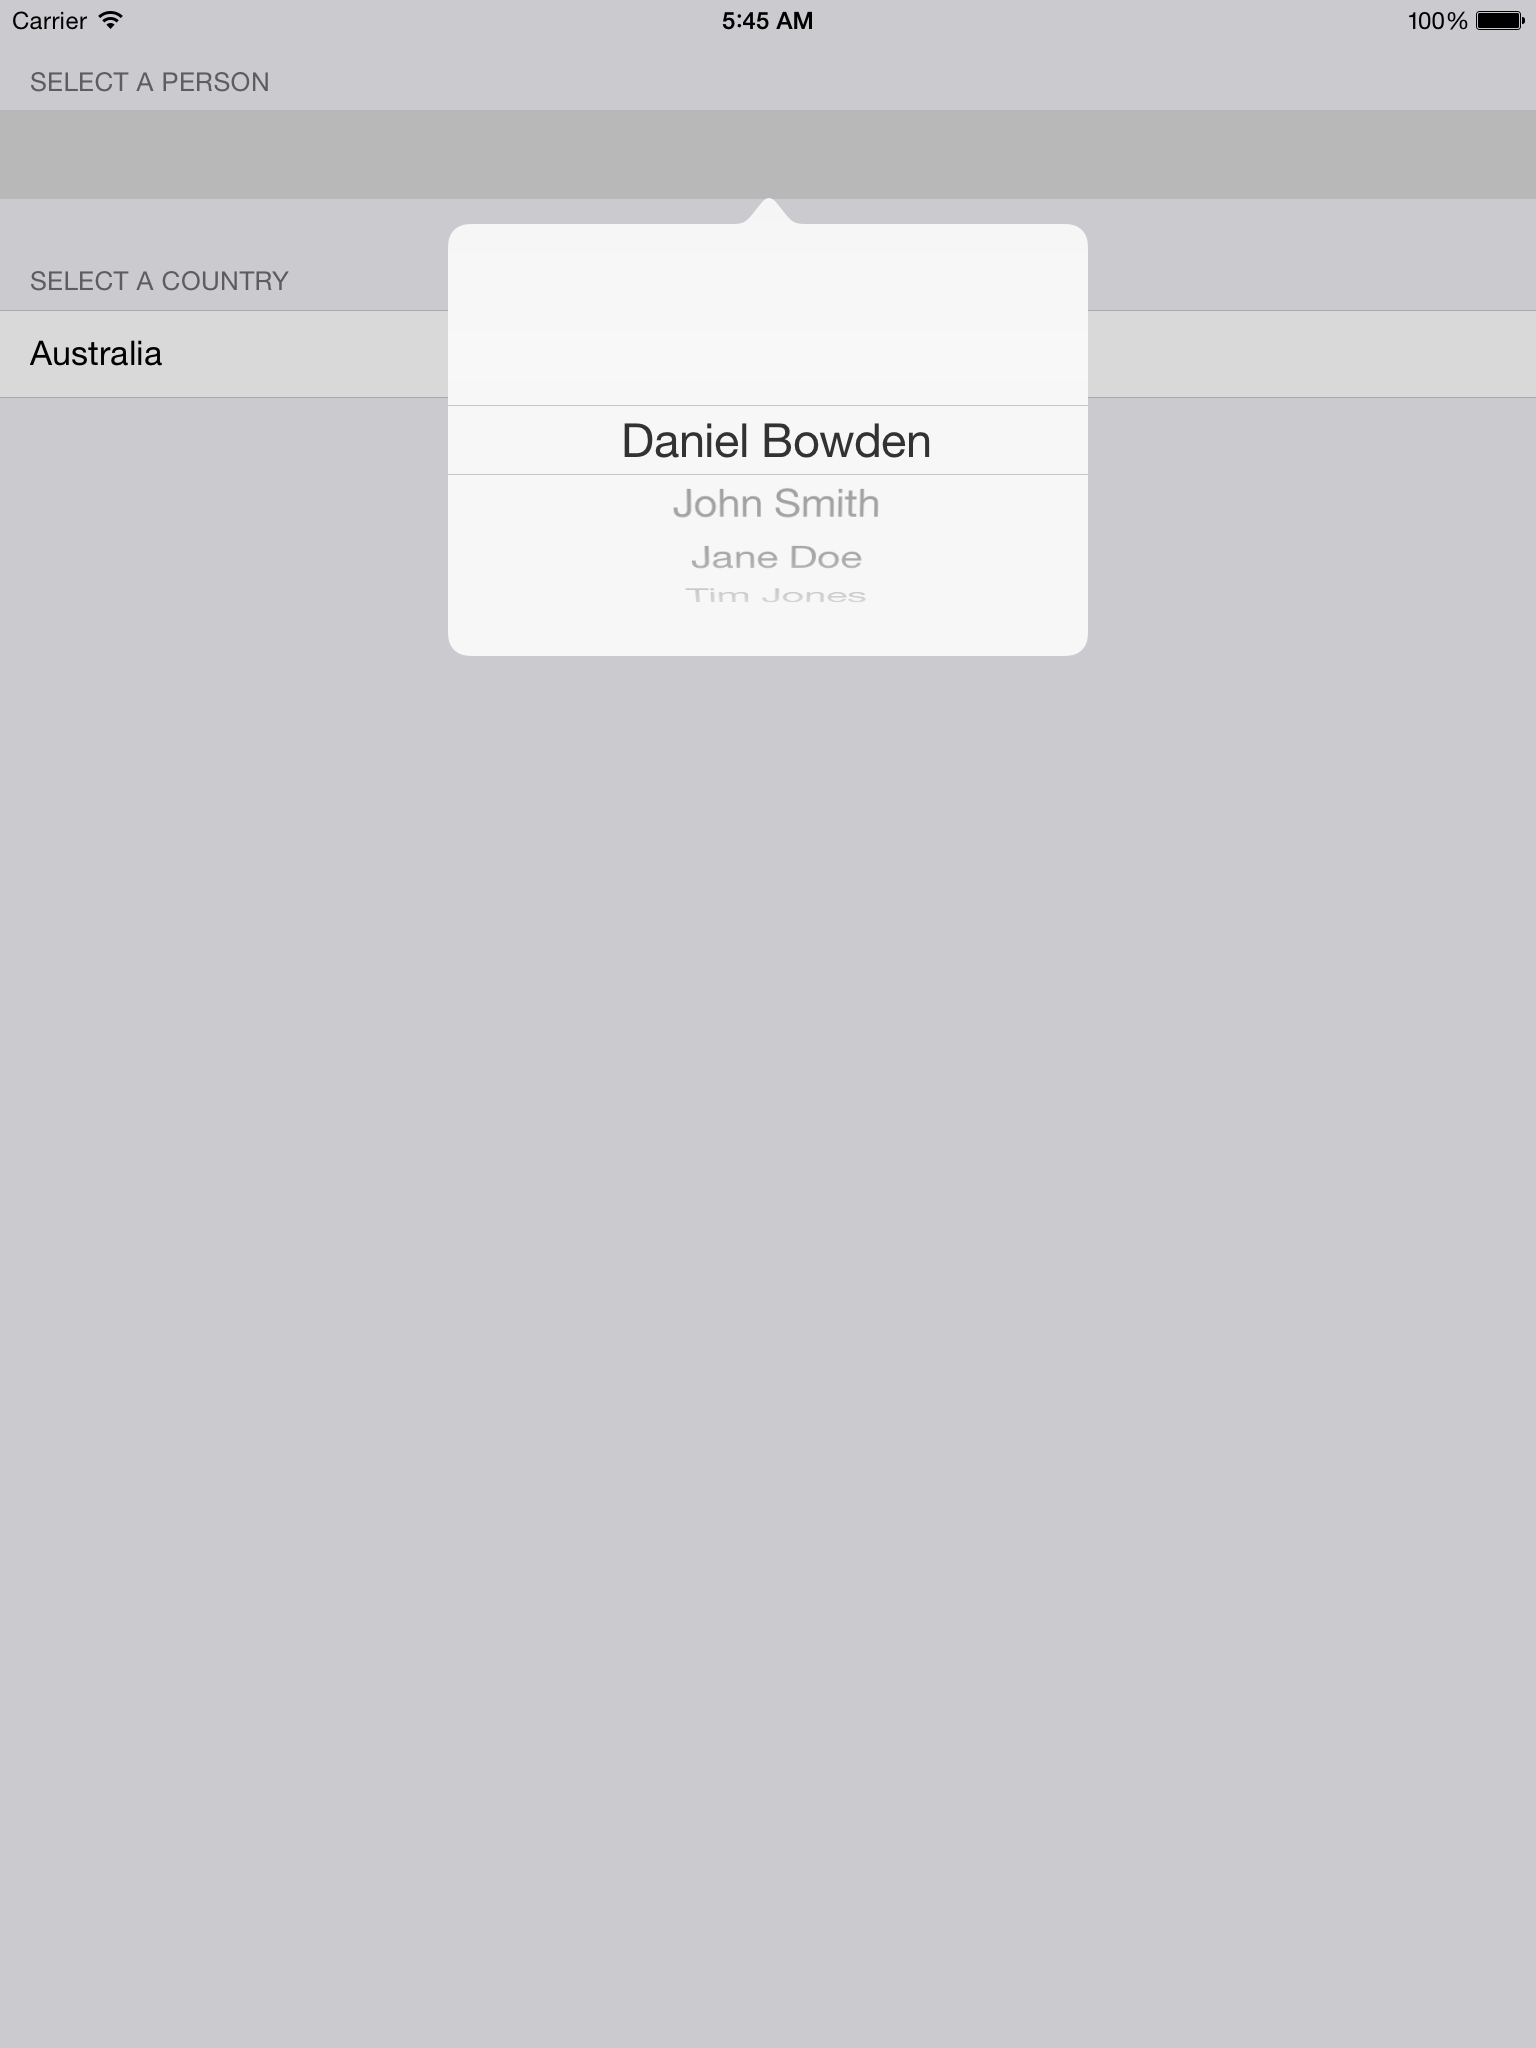 Carrier 5:45 AM 100%
SELECT A PERSON
SELECT A COUNTRY
Australia
Daniel Bowden
John Smith
Jane Doe
Tim Jones